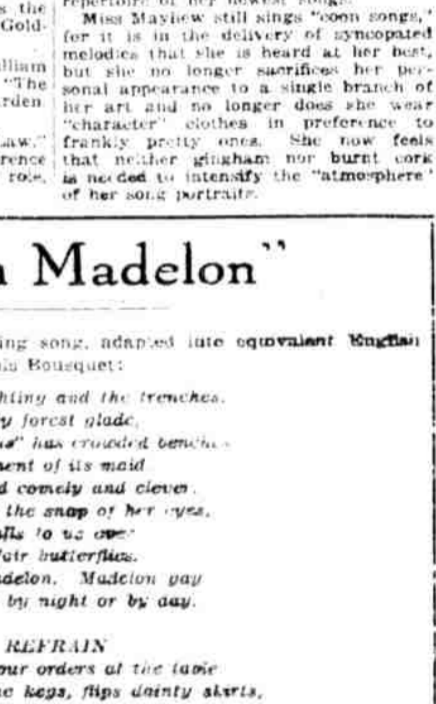 s the
Gold-
lliam
"The
rden
aw."
rence
role,
repertoire of her newest songs.
Miss Mayhew still sings "coon songs,"
for it is in the delivery of syncopated
melodies that she is heard at her best,
but she no longer sacrifices her per-
sonal appearance to a single branch of
her art and no longer does she wear
"character" clothes in preference to
frankly pretty ones. She now feels
that neither gingham nor burnt cork
is needed to intensify the "atmosphere"
of her song portraits.
Madelon"
ing song, adapted into equivalent English
Bousquet:
hting and the trenches,
y forest glade,
has crowded benches
ment of its maid
d comely and clever,
the snap of her eyes,
to us over
fair butterflies.
delon, Madelon gay
by night or by day.
REFRAIN
our orders at the table
kegs, flips dainty skirts,